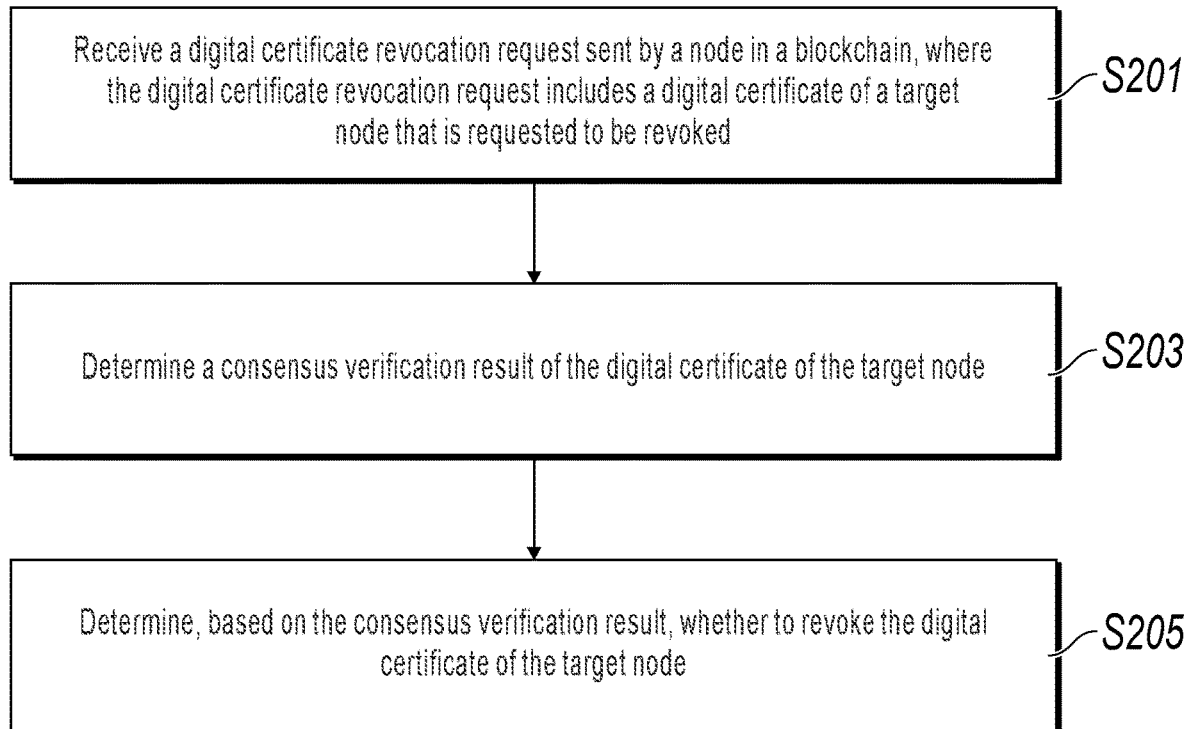 Receive a digital certificate revocation request sent by a node in a blockchain, where
the digital certificate revocation request includes a digital certificate of a target
node that is requested to be revoked
S201
Determine a consensus verification result of the digital certificate of the target node
S203
Determine, based on the consensus verification result, whether to revoke the digital
certificate of the target node
S205